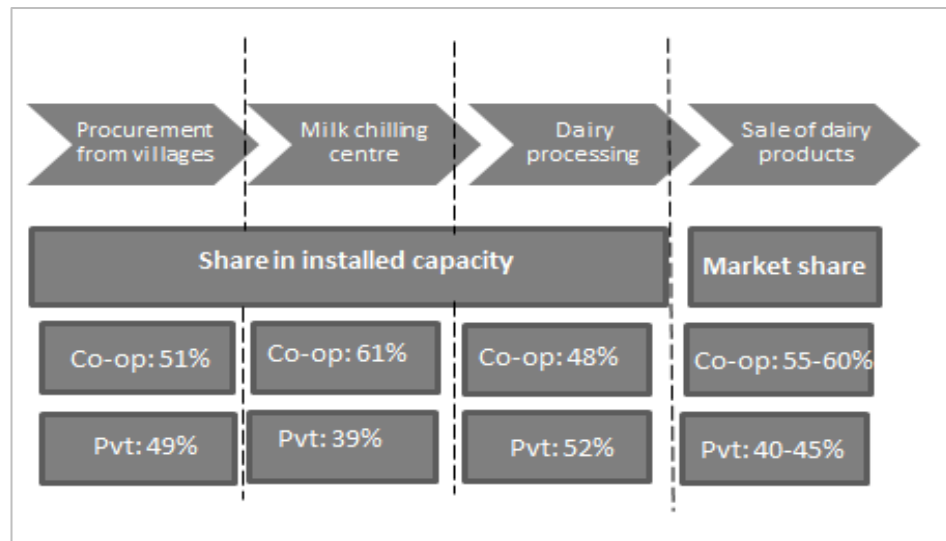 Procurement
from villages
Milk chilling
centre
Dairy
processing
Sale of dairy
products
Share in installed capacity
Market share
Co-op: 51%
Co-op: 61%
Co-op: 48%
Co-op: 55-60%
Pvt: 49%
Pvt: 39%
Pvt: 52%
Pvt: 40-45%